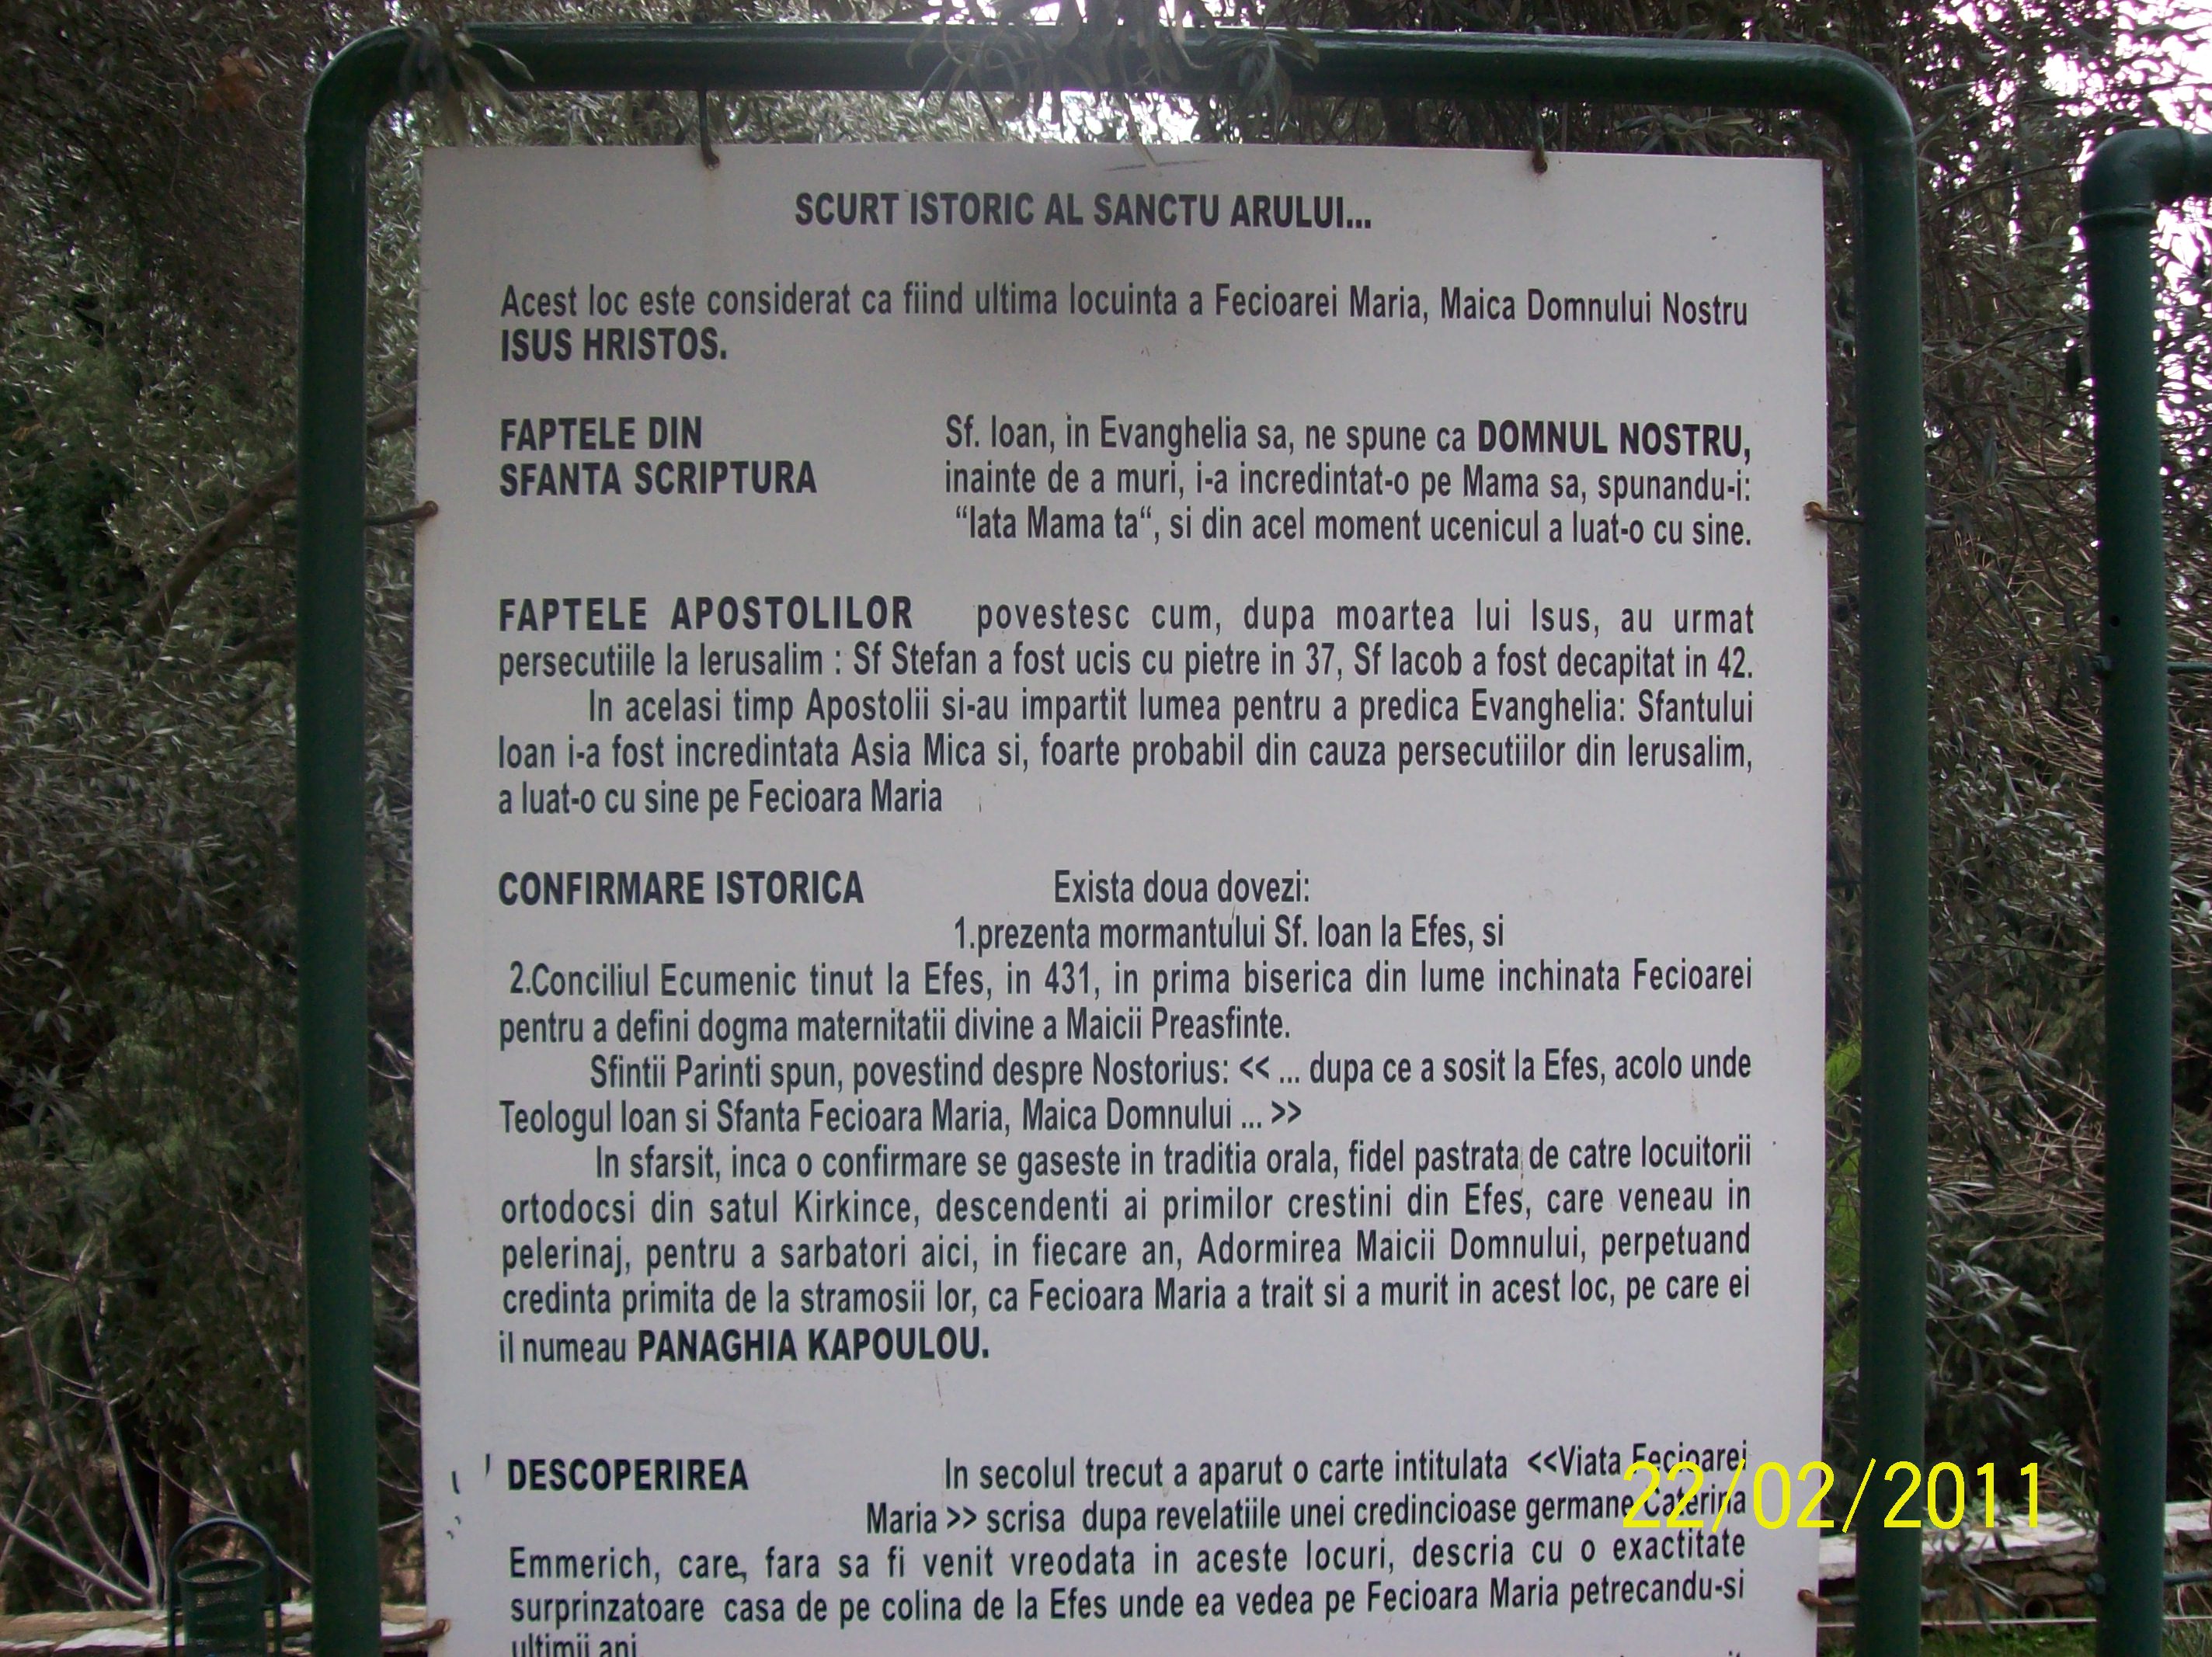 SCURT ISTORIC AL SANCTU ARULUI...
Acest loc este considerat ca fiind ultima locuinta a Fecioarei Maria, Maica Domnului Nostru
ISUS HRISTOS.
FAPTELE DIN
SFANTA SCRIPTURA
Sf. Ioan, in Evanghelia sa, ne spune ca DOMNUL NOSTRU,
inainte de a muri, i-a incredintat-o pe Mama sa, spunandu-i:
“Iata Mama ta“, si din acel moment ucenicul a luat-o cu sine.
FAPTELE APOSTOLILOR povestesc cum, dupa moartea lui Isus, au urmat
persecutiile la Ierusalim : Sf Stefan a fost ucis cu pietre in 37, Sf Iacob a fost decapitat in 42.
In acelasi timp Apostolii si-au impartit lumea pentru a predica Evanghelia: Sfantului
Ioan i-a fost incredintata Asia Mica si, foarte probabil din cauza persecutiilor din Ierusalim,
a luat-o cu sine pe Fecioara Maria
CONFIRMARE ISTORICA Exista doua dovezi:
1.prezenta mormantului Sf. Ioan la Efes, si
2.Conciliul Ecumenic tinut la Efes, in 431, in prima biserica din lume inchinata Fecioarei
pentru a defini dogma maternitatii divine a Maicii Preasfinte.
Sfintii Parinti spun, povestind despre Nostorius: << ... dupa ce a sosit la Efes, acolo unde
Teologul Ioan si Sfanta Fecioara Maria, Maica Domnului ... >>
In sfarsit, inca o confirmare se gaseste in traditia orala, fidel pastrata de catre locuitorii
ortodocsi din satul Kirkince, descendenti ai primilor crestini din Efes, care veneau in
pelerinaj, pentru a sarbatori aici, in fiecare an, Adormirea Maicii Domnului, perpetuand
credinta primita de la stramosii lor, ca Fecioara Maria a trait si a murit in acest loc, pe care ei
il numeau PANAGHIA KAPOULOU.
DESCOPERIREA In secolul trecut a aparut o carte intitulata <<Viata Fecioarei
Maria >> scrisa dupa revelatiile unei credincioase germane Caterina
Emmerich, care, fara sa fi venit vreodata in aceste locuri, descria cu o exactitate
surprinzatoare casa de pe colina de la Efes unde ea vedea pe Fecioara Maria petrecandu-si
ultimii ani
22/02/2011